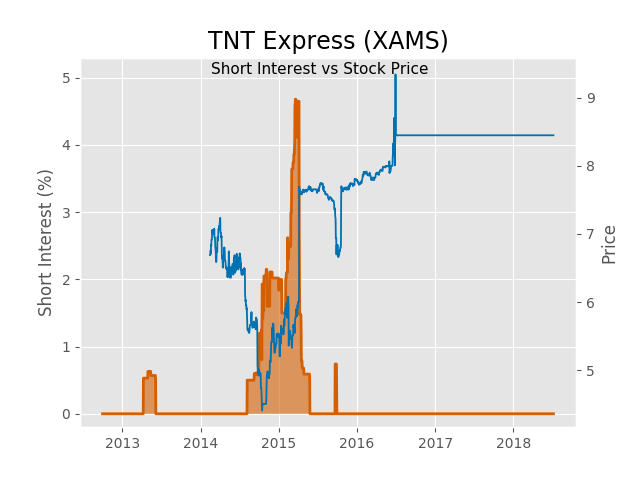 TNT Express (XAMS)
Short Interest vs Stock Price
Short Interest (%)
5
4
3
2
1
0
9
8
7
6
5
Price
2013 2014 2015 2016 2017 2018